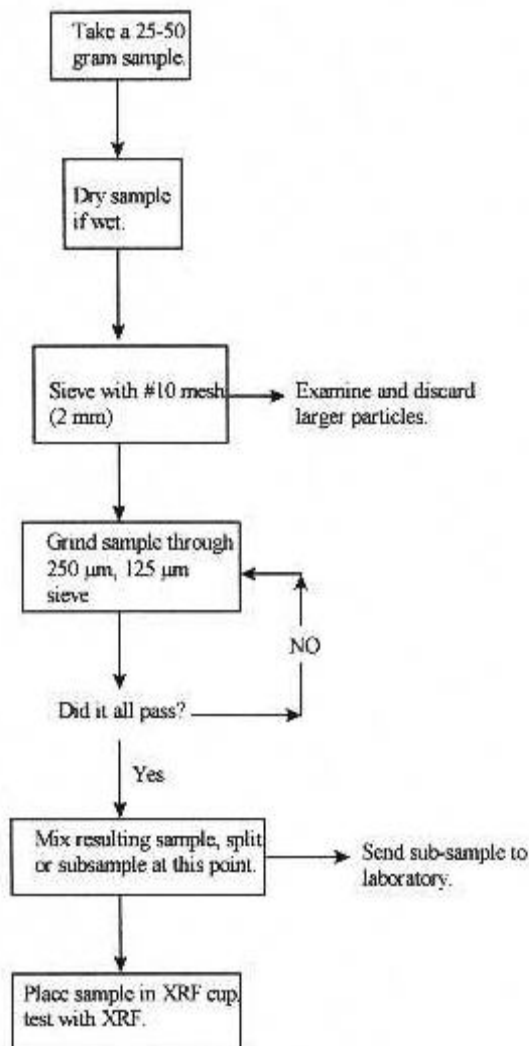 Take a 25-50
gram sample.
Dry sample
if wet.
Sieve with #10 mesh
(2 mm)
Examine and discard
larger particles.
Grind sample through
250 µm, 125 µm
sieve
NO
Did it all pass?
Yes
Mix resulting sample, split
or subsample at this point.
Send sub-sample to
laboratory.
Place sample in XRF cup,
test with XRF.